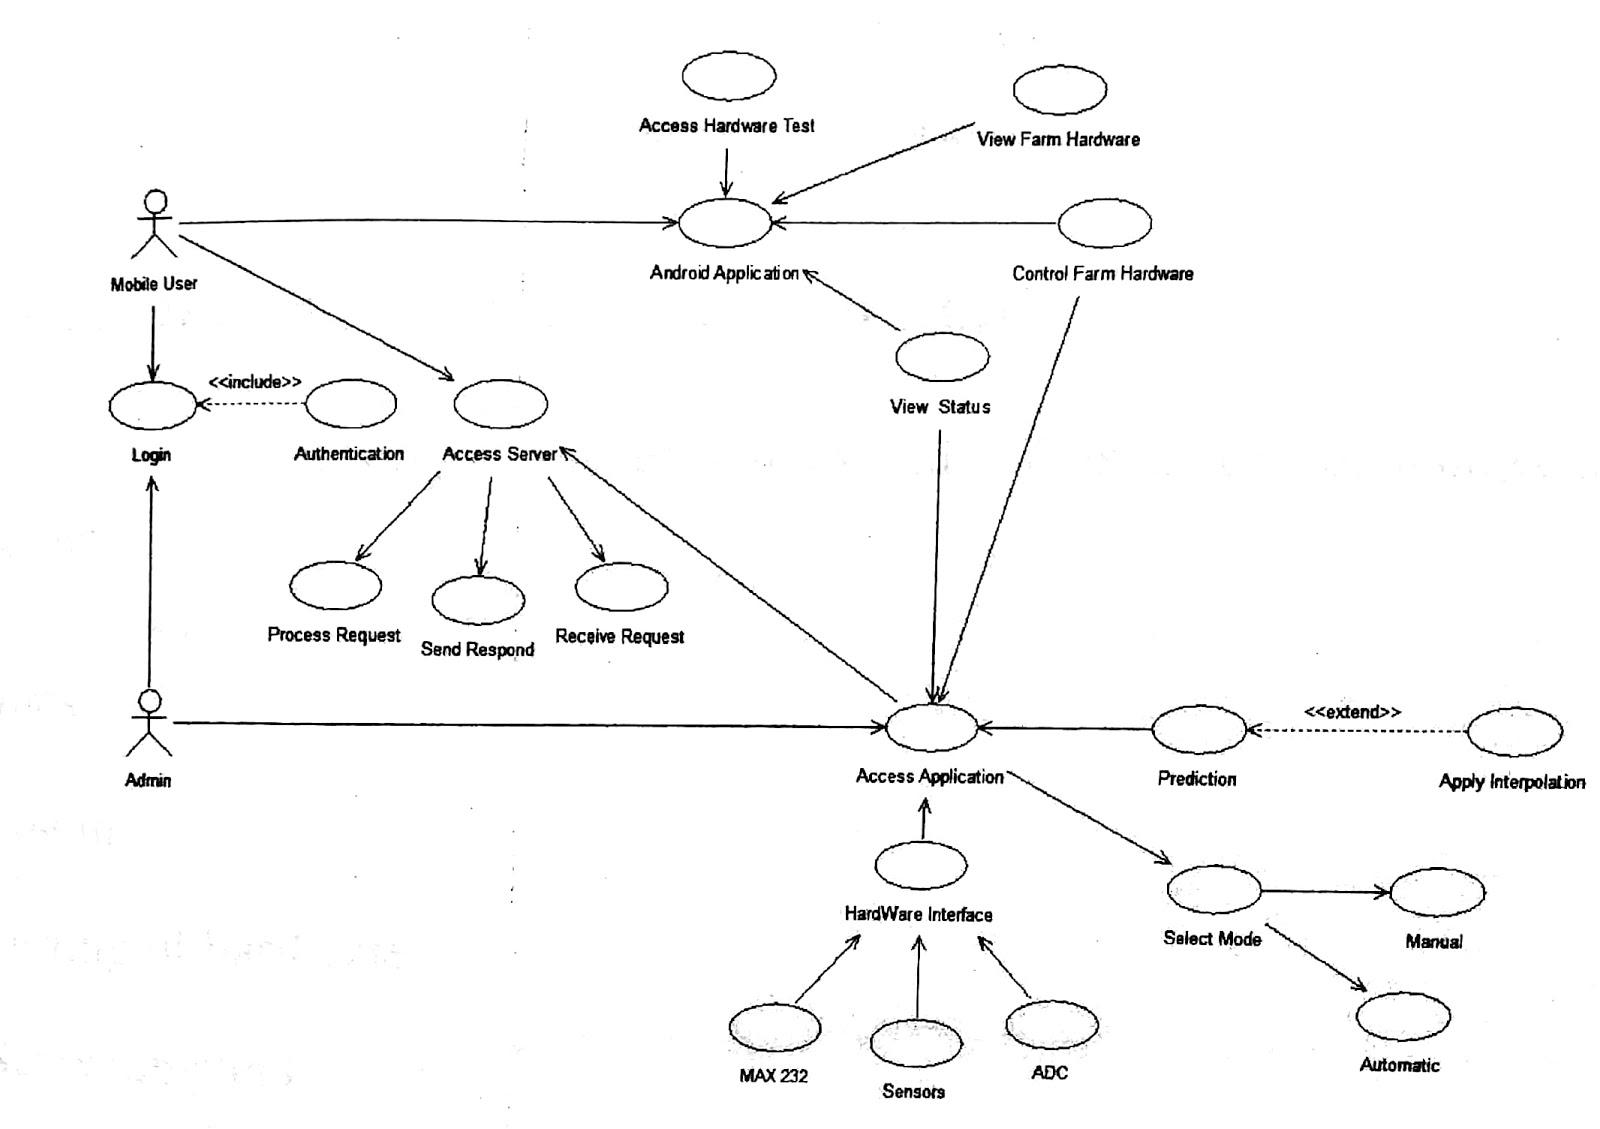 Access Hardware Test
View Farm Hardware
Mobile User
Android Application
Control Farm Hardware
View Status
<<include>>
Login
Authentication
Access Server
Process Request
Send Respond
Receive Request
Admin
Access Application
<<extend>>
Prediction
Apply Interpolation
HardWare Interface
Select Mode
Manual
MAX 232
Sensors
ADC
Automatic